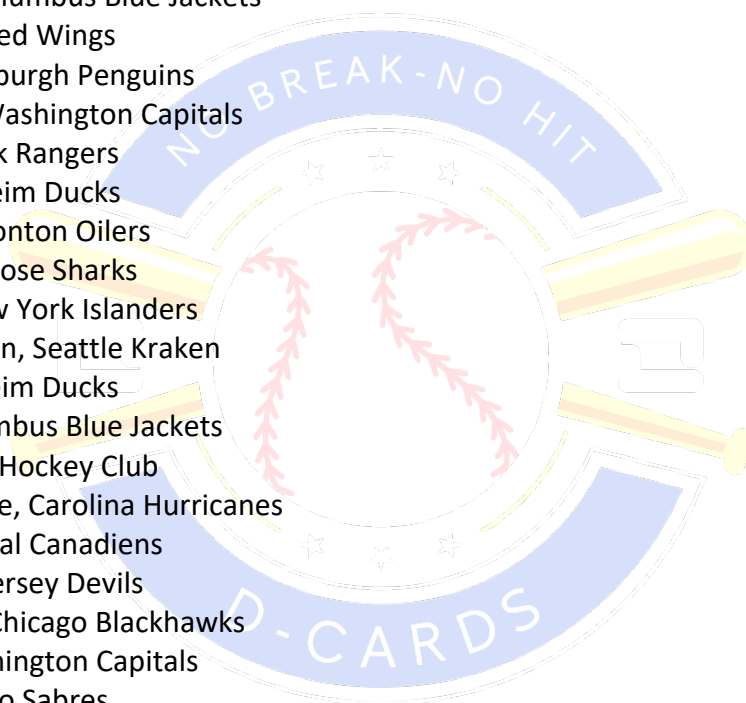 Blue Jackets
ed Wings
burgh Penguins
Washington Capitals
k Rangers
eim Ducks
onton Oilers
ose Sharks
w York Islanders
n, Seattle Kraken
eim Ducks
mbus Blue Jackets
Hockey Club
e, Carolina Hurricanes
al Canadiens
ersey Devils
Chicago Blackhawks
hington Capitals
o Sabres
NO BREAK-NO HIT
D-CARDS